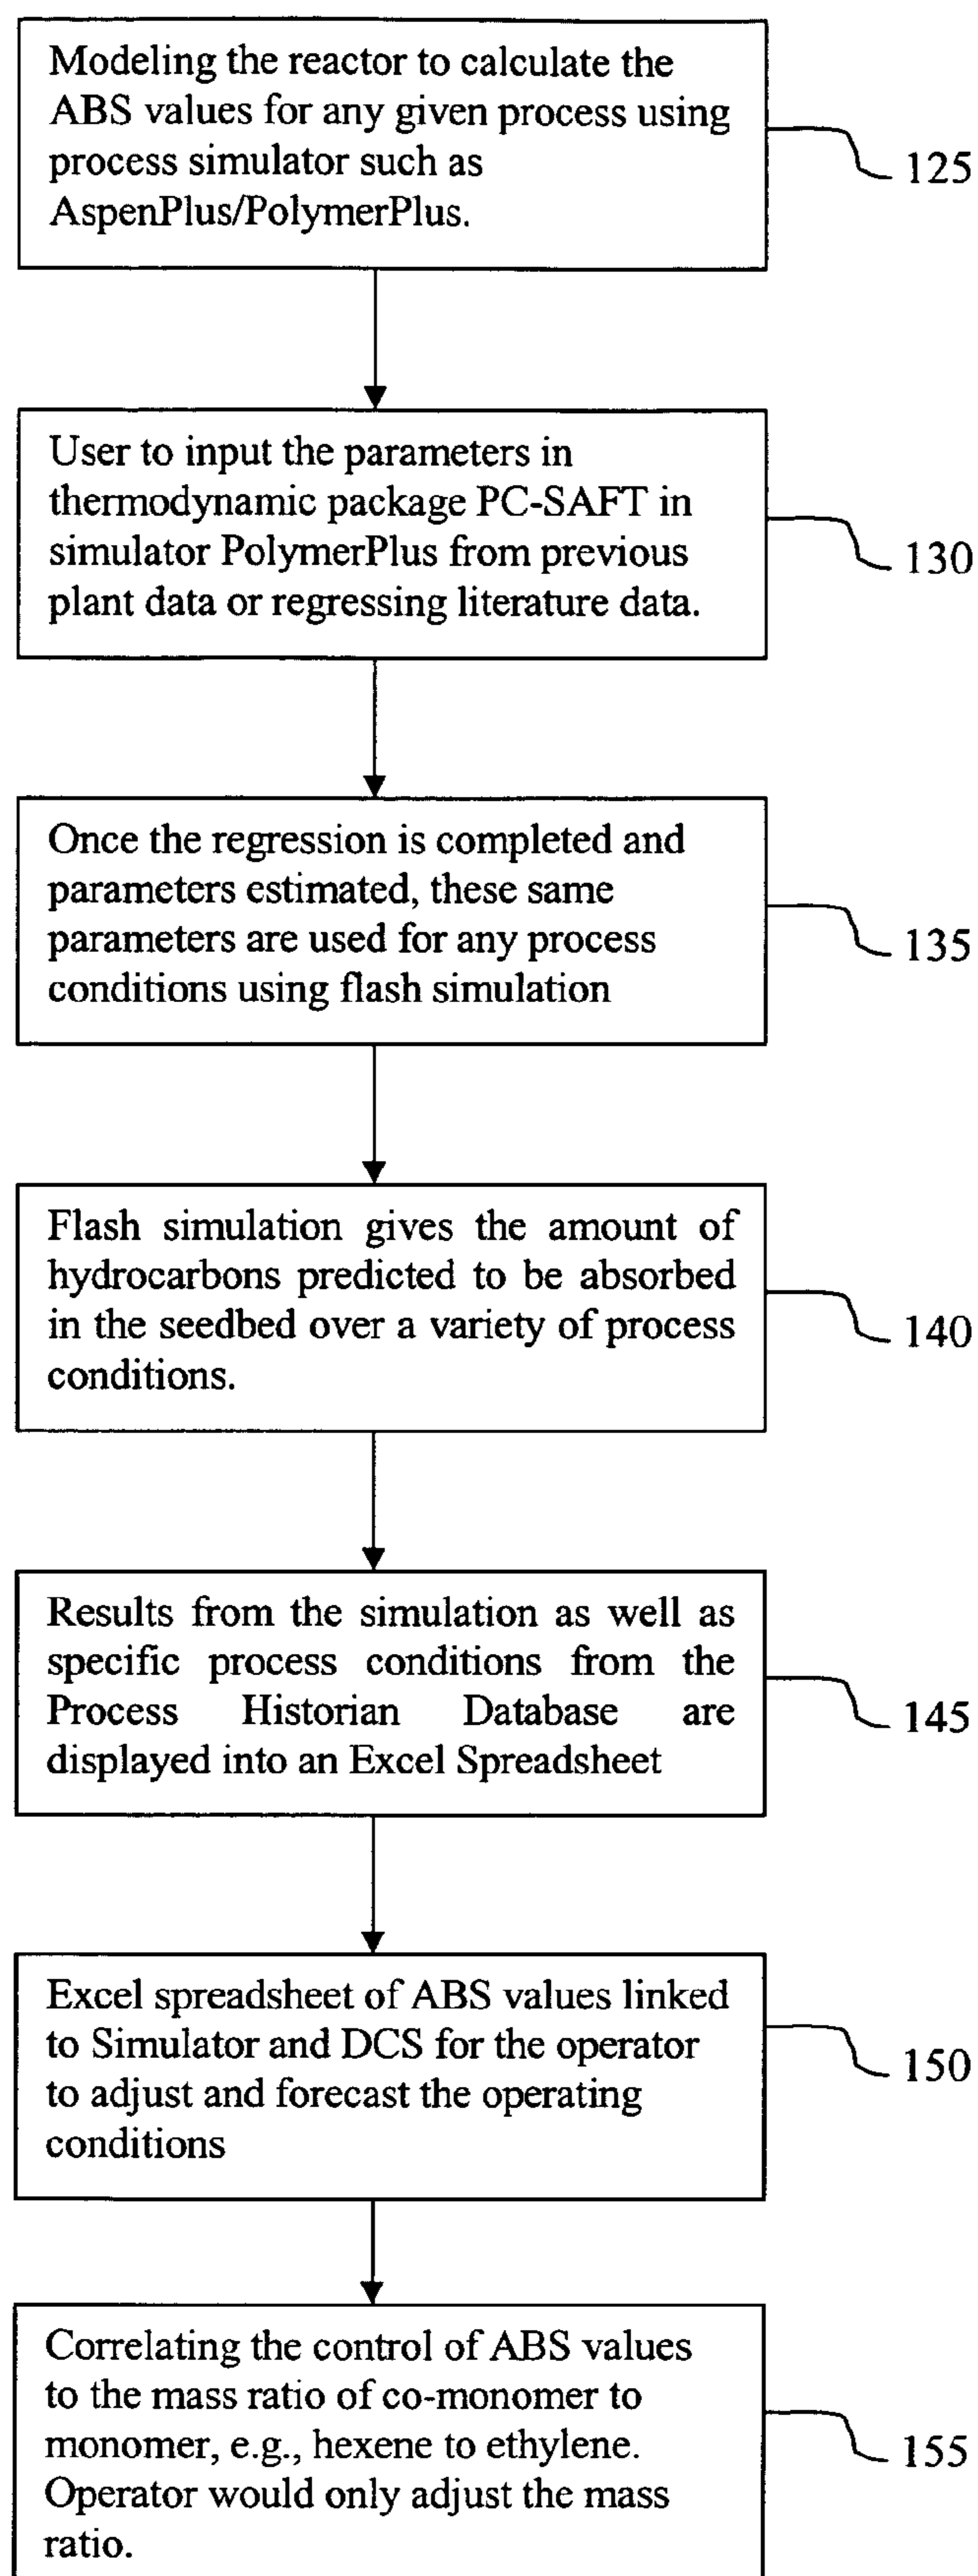 Modeling the reactor to calculate the
ABS values for any given process using
process simulator such as
AspenPlus/PolymerPlus.
125
User to input the parameters in
thermodynamic package PC-SAFT in
simulator PolymerPlus from previous
plant data or regressing literature data.
130
Once the regression is completed and
parameters estimated, these same
parameters are used for any process
conditions using flash simulation
135
Flash simulation gives the amount of
hydrocarbons predicted to be absorbed
in the seedbed over a variety of process
conditions.
140
Results from the simulation as well as
specific process conditions from the
Process Historian Database are
displayed into an Excel Spreadsheet
145
Excel spreadsheet of ABS values linked
to Simulator and DCS for the operator
to adjust and forecast the operating
conditions
150
Correlating the control of ABS values
to the mass ratio of co-monomer to
monomer, e.g., hexene to ethylene.
Operator would only adjust the mass
ratio.
155